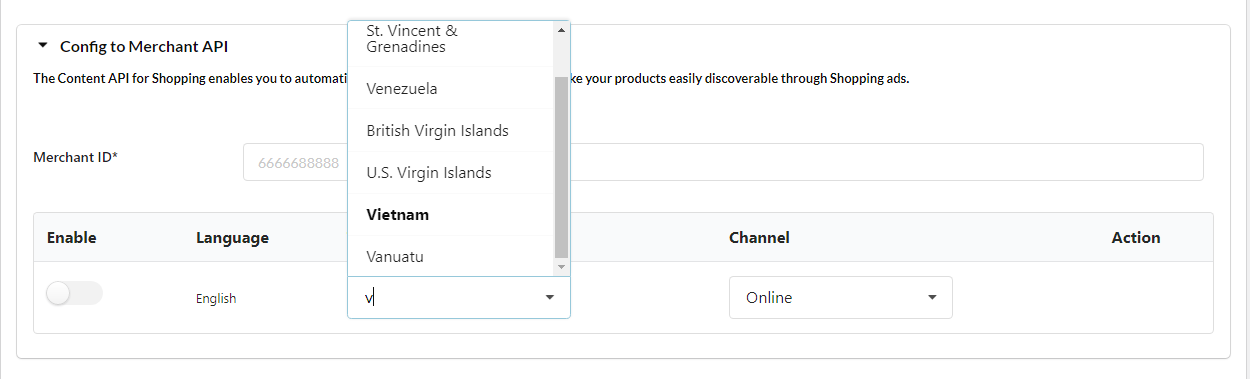 St. Vincent &
Grenadines
Config to Merchant API
The Content API for Shopping enables you to automati
ke your products easily discoverable through Shopping ads.
Venezuela
British Virgin Islands
Merchant ID*
6666688888
U.S. Virgin Islands
Vietnam
Enable Language Channel Action
Vanuatu
English v Online